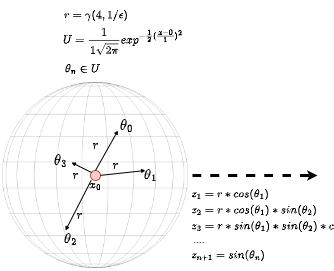 r = γ(4, 1/ϵ)
U = 1/(1√2π) exp^{-1/2((x-0)/1)^2}
θ_n ∈ U
θ_0
r
θ_3
r
r
θ_1
x_0
r
θ_2
z_1 = r * cos(θ_1)
z_2 = r * cos(θ_1) * sin(θ_2)
z_3 = r * sin(θ_1) * sin(θ_2) * c
....
z_{n+1} = sin(θ_n)